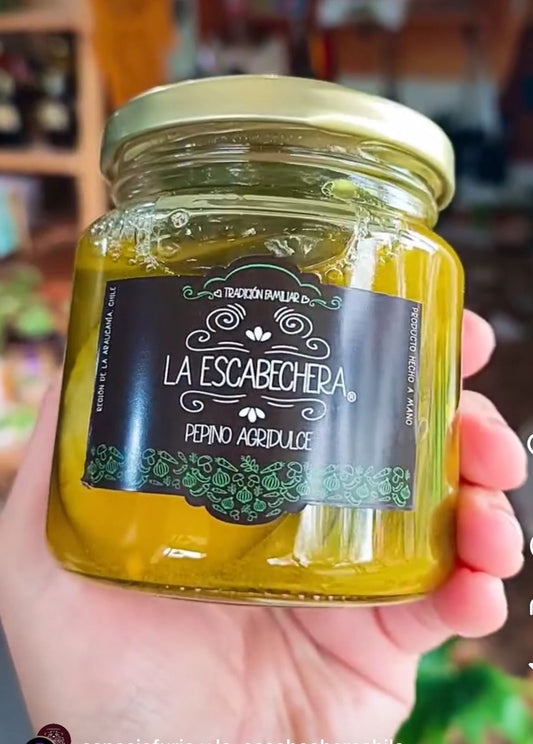 TRADICIÓN FAMILIAR
LA ESCABECHERA®
PEPINO AGRIDULCE
REGIÓN DE LA ARAUCANÍA, CHILE
PRODUCTO HECHO A MANO